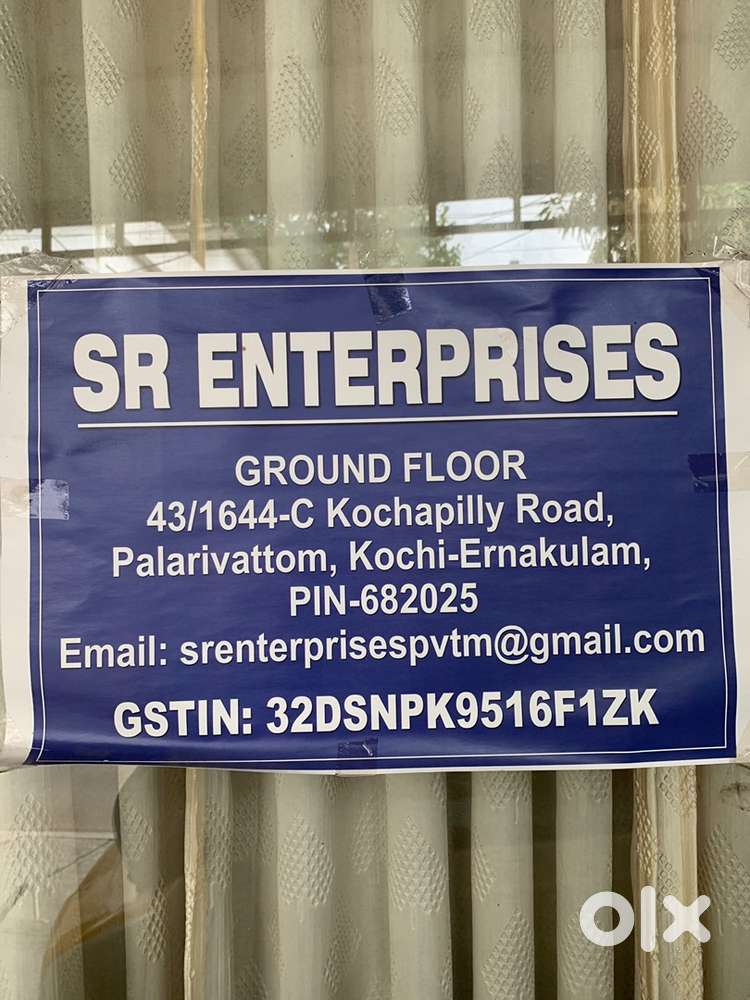 SR ENTERPRISES
GROUND FLOOR
43/1644-C Kochapilly Road,
Palarivattom, Kochi-Ernakulam,
PIN-682025
Email: srenterprisespvtm@gmail.com
GSTIN: 32DSNPK9516F1ZK
olx